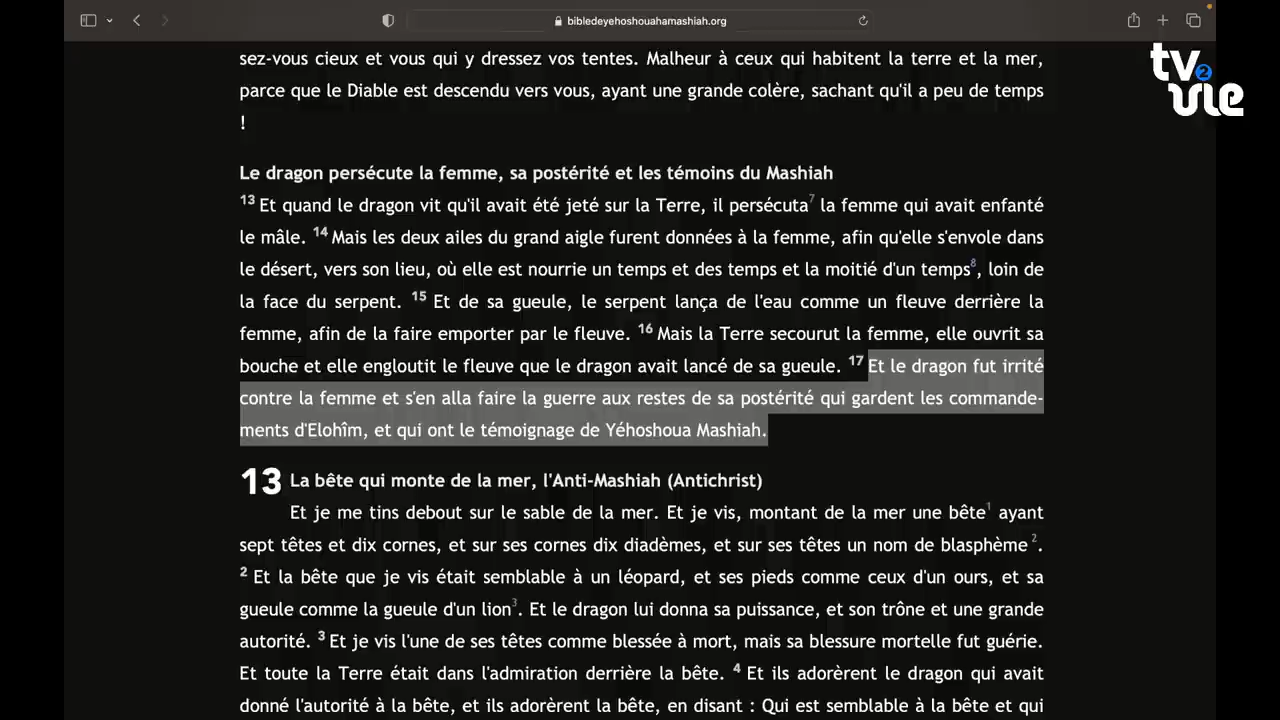 bibledeyehoshouahamashiah.org
tv2vie
sez-vous cieux et vous qui y dressez vos tentes. Malheur à ceux qui habitent la terre et la mer,
parce que le Diable est descendu vers vous, ayant une grande colère, sachant qu'il a peu de temps
!
Le dragon persécute la femme, sa postérité et les témoins du Mashiah
13 Et quand le dragon vit qu'il avait été jeté sur la Terre, il persécuta7 la femme qui avait enfanté
le mâle. 14 Mais les deux ailes du grand aigle furent données à la femme, afin qu'elle s'envole dans
le désert, vers son lieu, où elle est nourrie un temps et des temps et la moitié d'un temps8, loin de
la face du serpent. 15 Et de sa gueule, le serpent lança de l'eau comme un fleuve derrière la
femme, afin de la faire emporter par le fleuve. 16 Mais la Terre secourut la femme, elle ouvrit sa
bouche et elle engloutit le fleuve que le dragon avait lancé de sa gueule. 17 Et le dragon fut irrité
contre la femme et s'en alla faire la guerre aux restes de sa postérité qui gardent les commande-
ments d'Elohîm, et qui ont le témoignage de Yéhoshoua Mashiah.
13 La bête qui monte de la mer, l'Anti-Mashiah (Antichrist)
Et je me tins debout sur le sable de la mer. Et je vis, montant de la mer une bête1 ayant
sept têtes et dix cornes, et sur ses cornes dix diadèmes, et sur ses têtes un nom de blasphème 2.
2 Et la bête que je vis était semblable à un léopard, et ses pieds comme ceux d'un ours, et sa
gueule comme la gueule d'un lion3. Et le dragon lui donna sa puissance, et son trône et une grande
autorité. 3 Et je vis l'une de ses têtes comme blessée à mort, mais sa blessure mortelle fut guérie.
Et toute la Terre était dans l'admiration derrière la bête. 4 Et ils adorèrent le dragon qui avait
donné l'autorité à la bête, et ils adorèrent la bête, en disant : Qui est semblable à la bête et qui